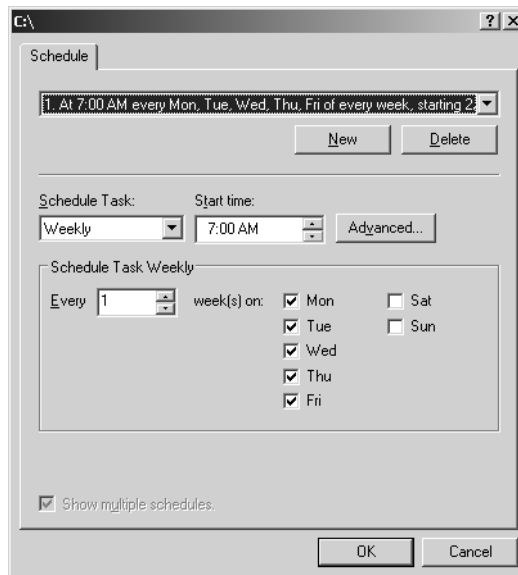 C:\
Schedule
1. At 7:00 AM every Mon, Tue, Wed, Thu, Fri of every week, starting 2
New Delete
Schedule Task: Start time:
Weekly 7:00 AM Advanced...
Schedule Task Weekly
Every 1 week(s) on: Mon Sat
Tue Sun
Wed
Thu
Fri
Show multiple schedules.
OK Cancel